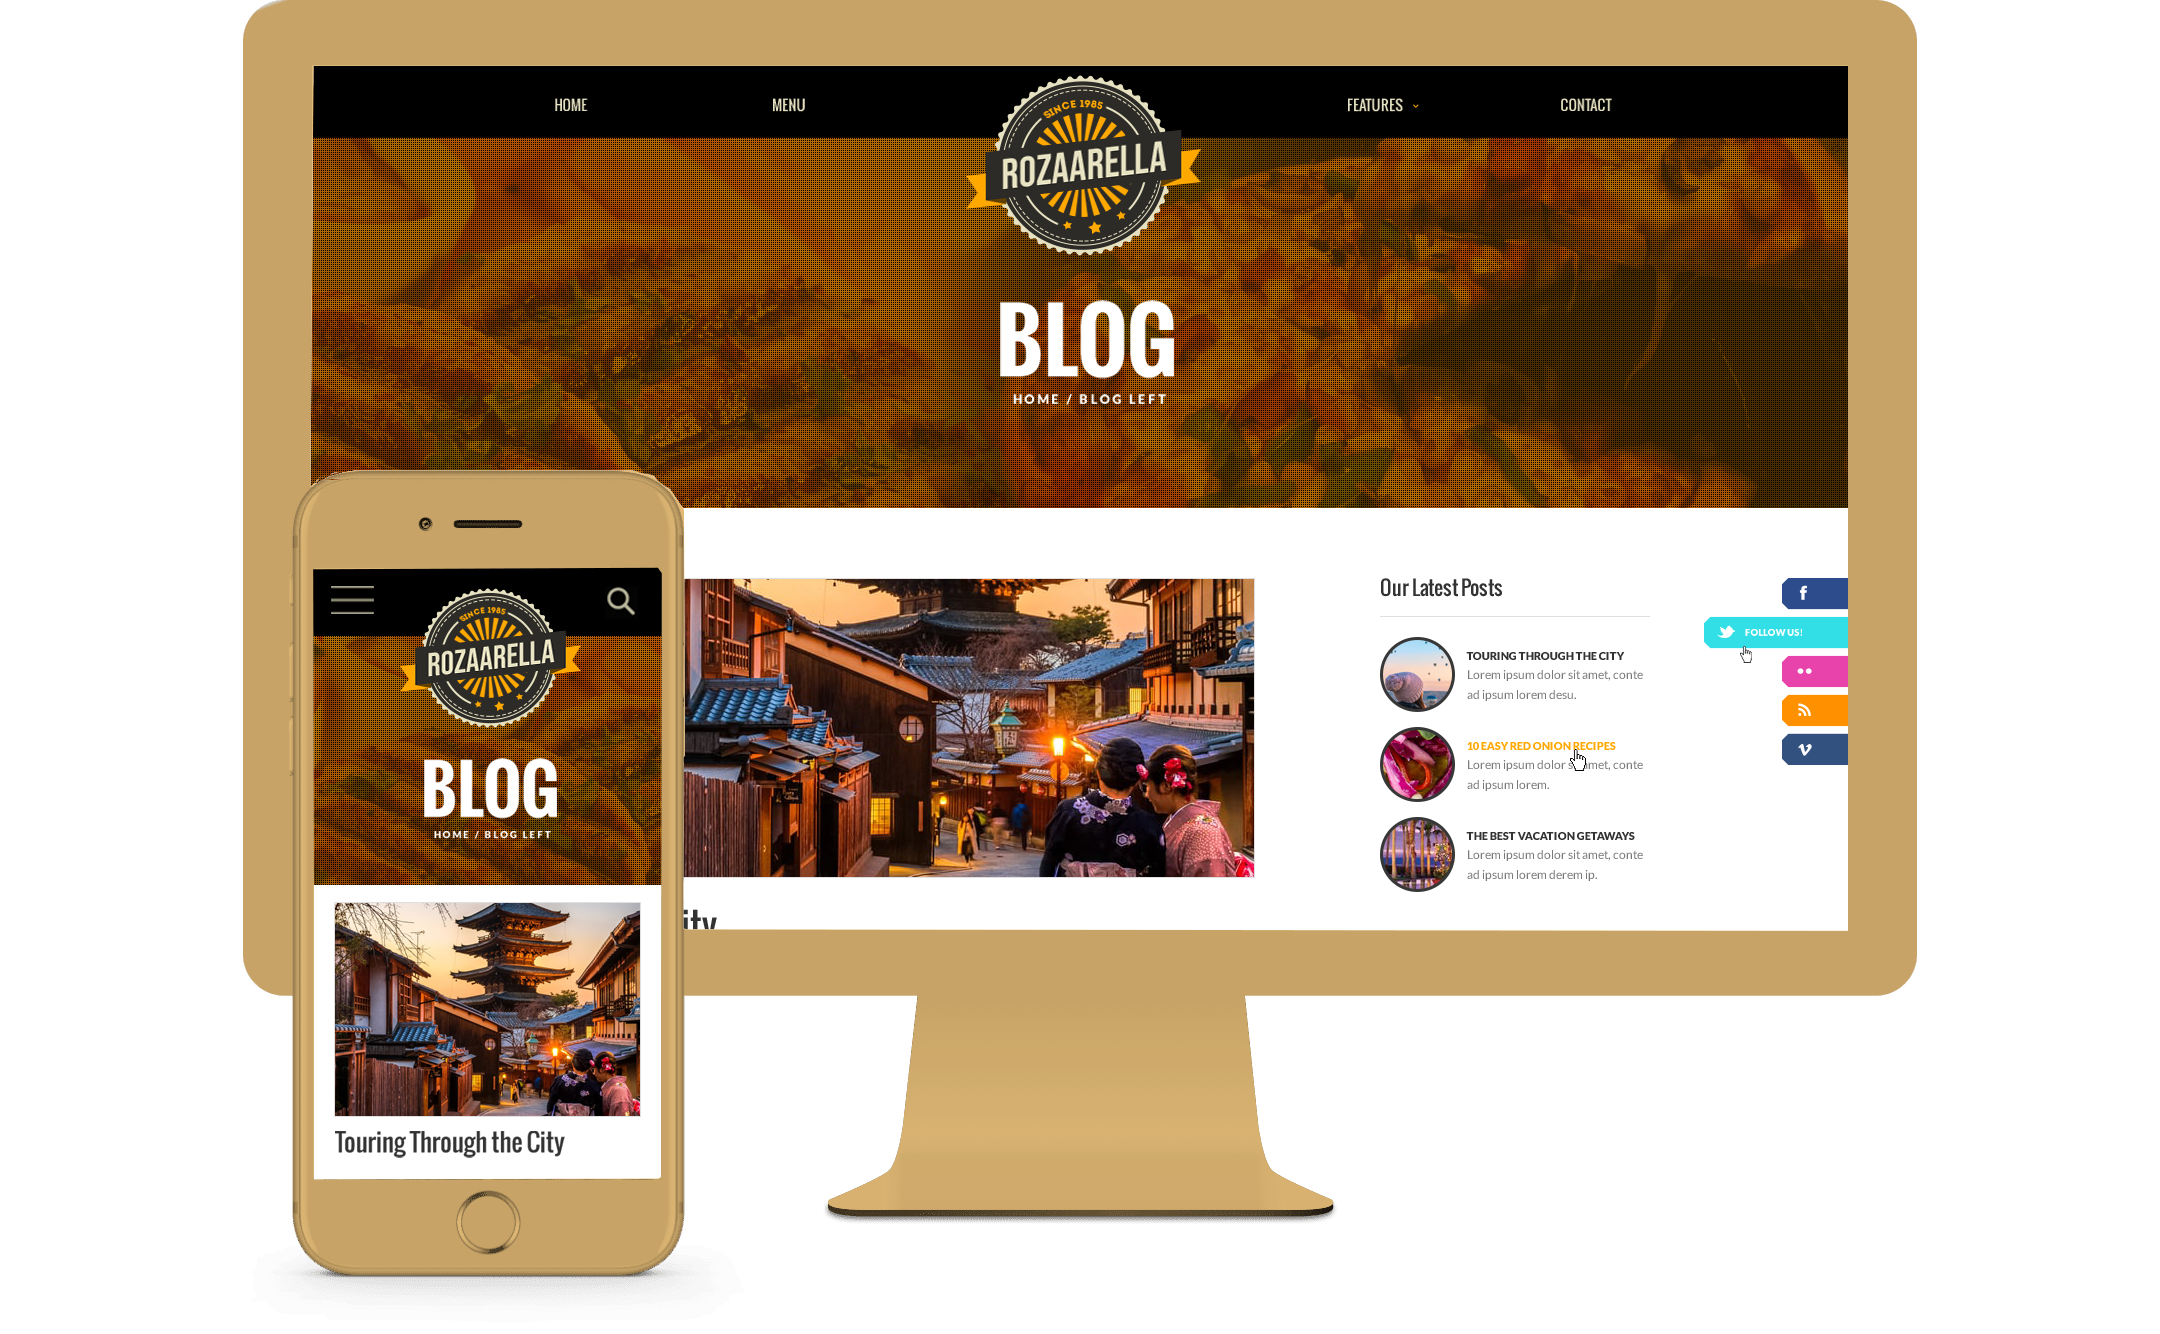 HOME
MENU
FEATURES
CONTACT
SINCE 1985
ROZAARELLA
BLOG
HOME / BLOG LEFT
Our Latest Posts
TOURING THROUGH THE CITY
Lorem ipsum dolor sit amet, conte
ad ipsum lorem desu.
10 EASY RED ONION RECIPES
Lorem ipsum dolor amet, conte
ad ipsum lorem.
THE BEST VACATION GETAWAYS
Lorem ipsum dolor sit amet, conte
ad ipsum lorem derem ip.
f
FOLLOW US!
ity
SINCE 1985
ROZAARELLA
BLOG
HOME / BLOG LEFT
Touring Through the City